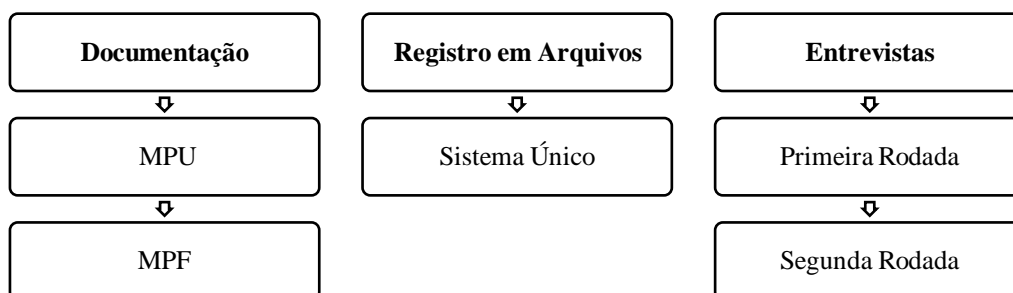 Documentação
Registro em Arquivos
Entrevistas
MPU
Sistema Único
Primeira Rodada
MPF
Segunda Rodada